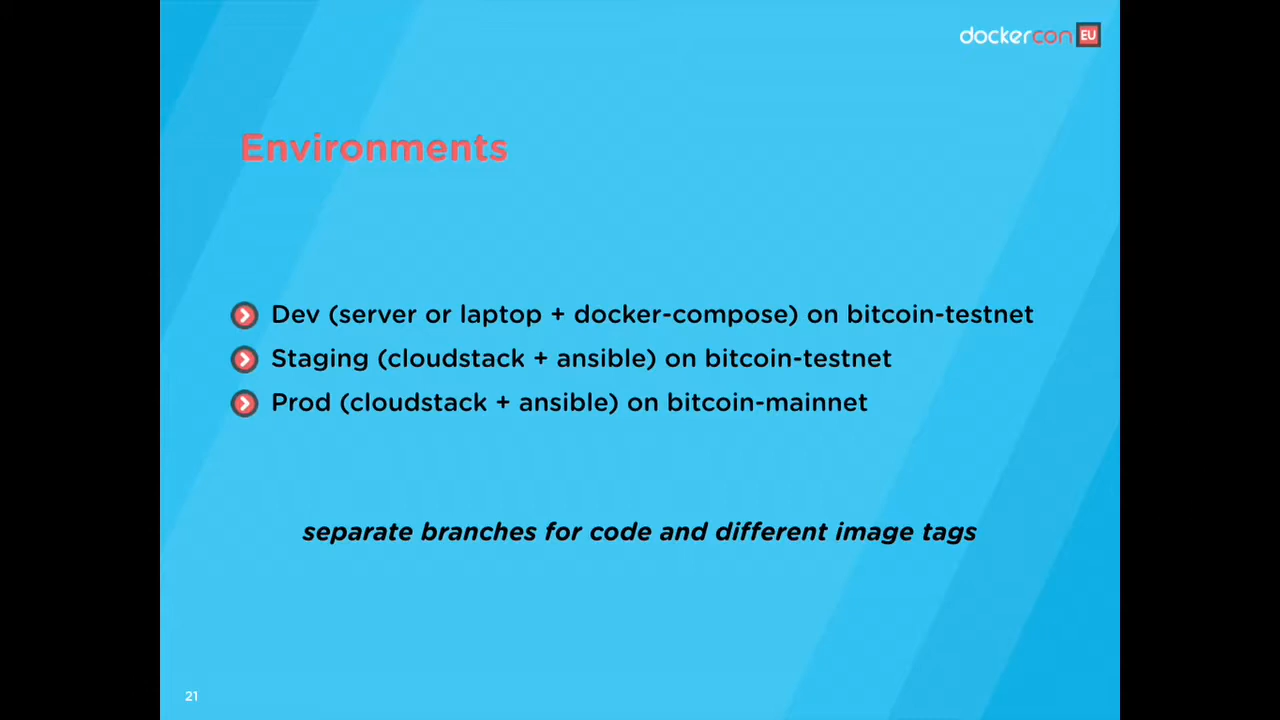 dockercon EU
Environments
Dev (server or laptop + docker-compose) on bitcoin-testnet
Staging (cloudstack + ansible) on bitcoin-testnet
Prod (cloudstack + ansible) on bitcoin-mainnet
separate branches for code and different image tags
21